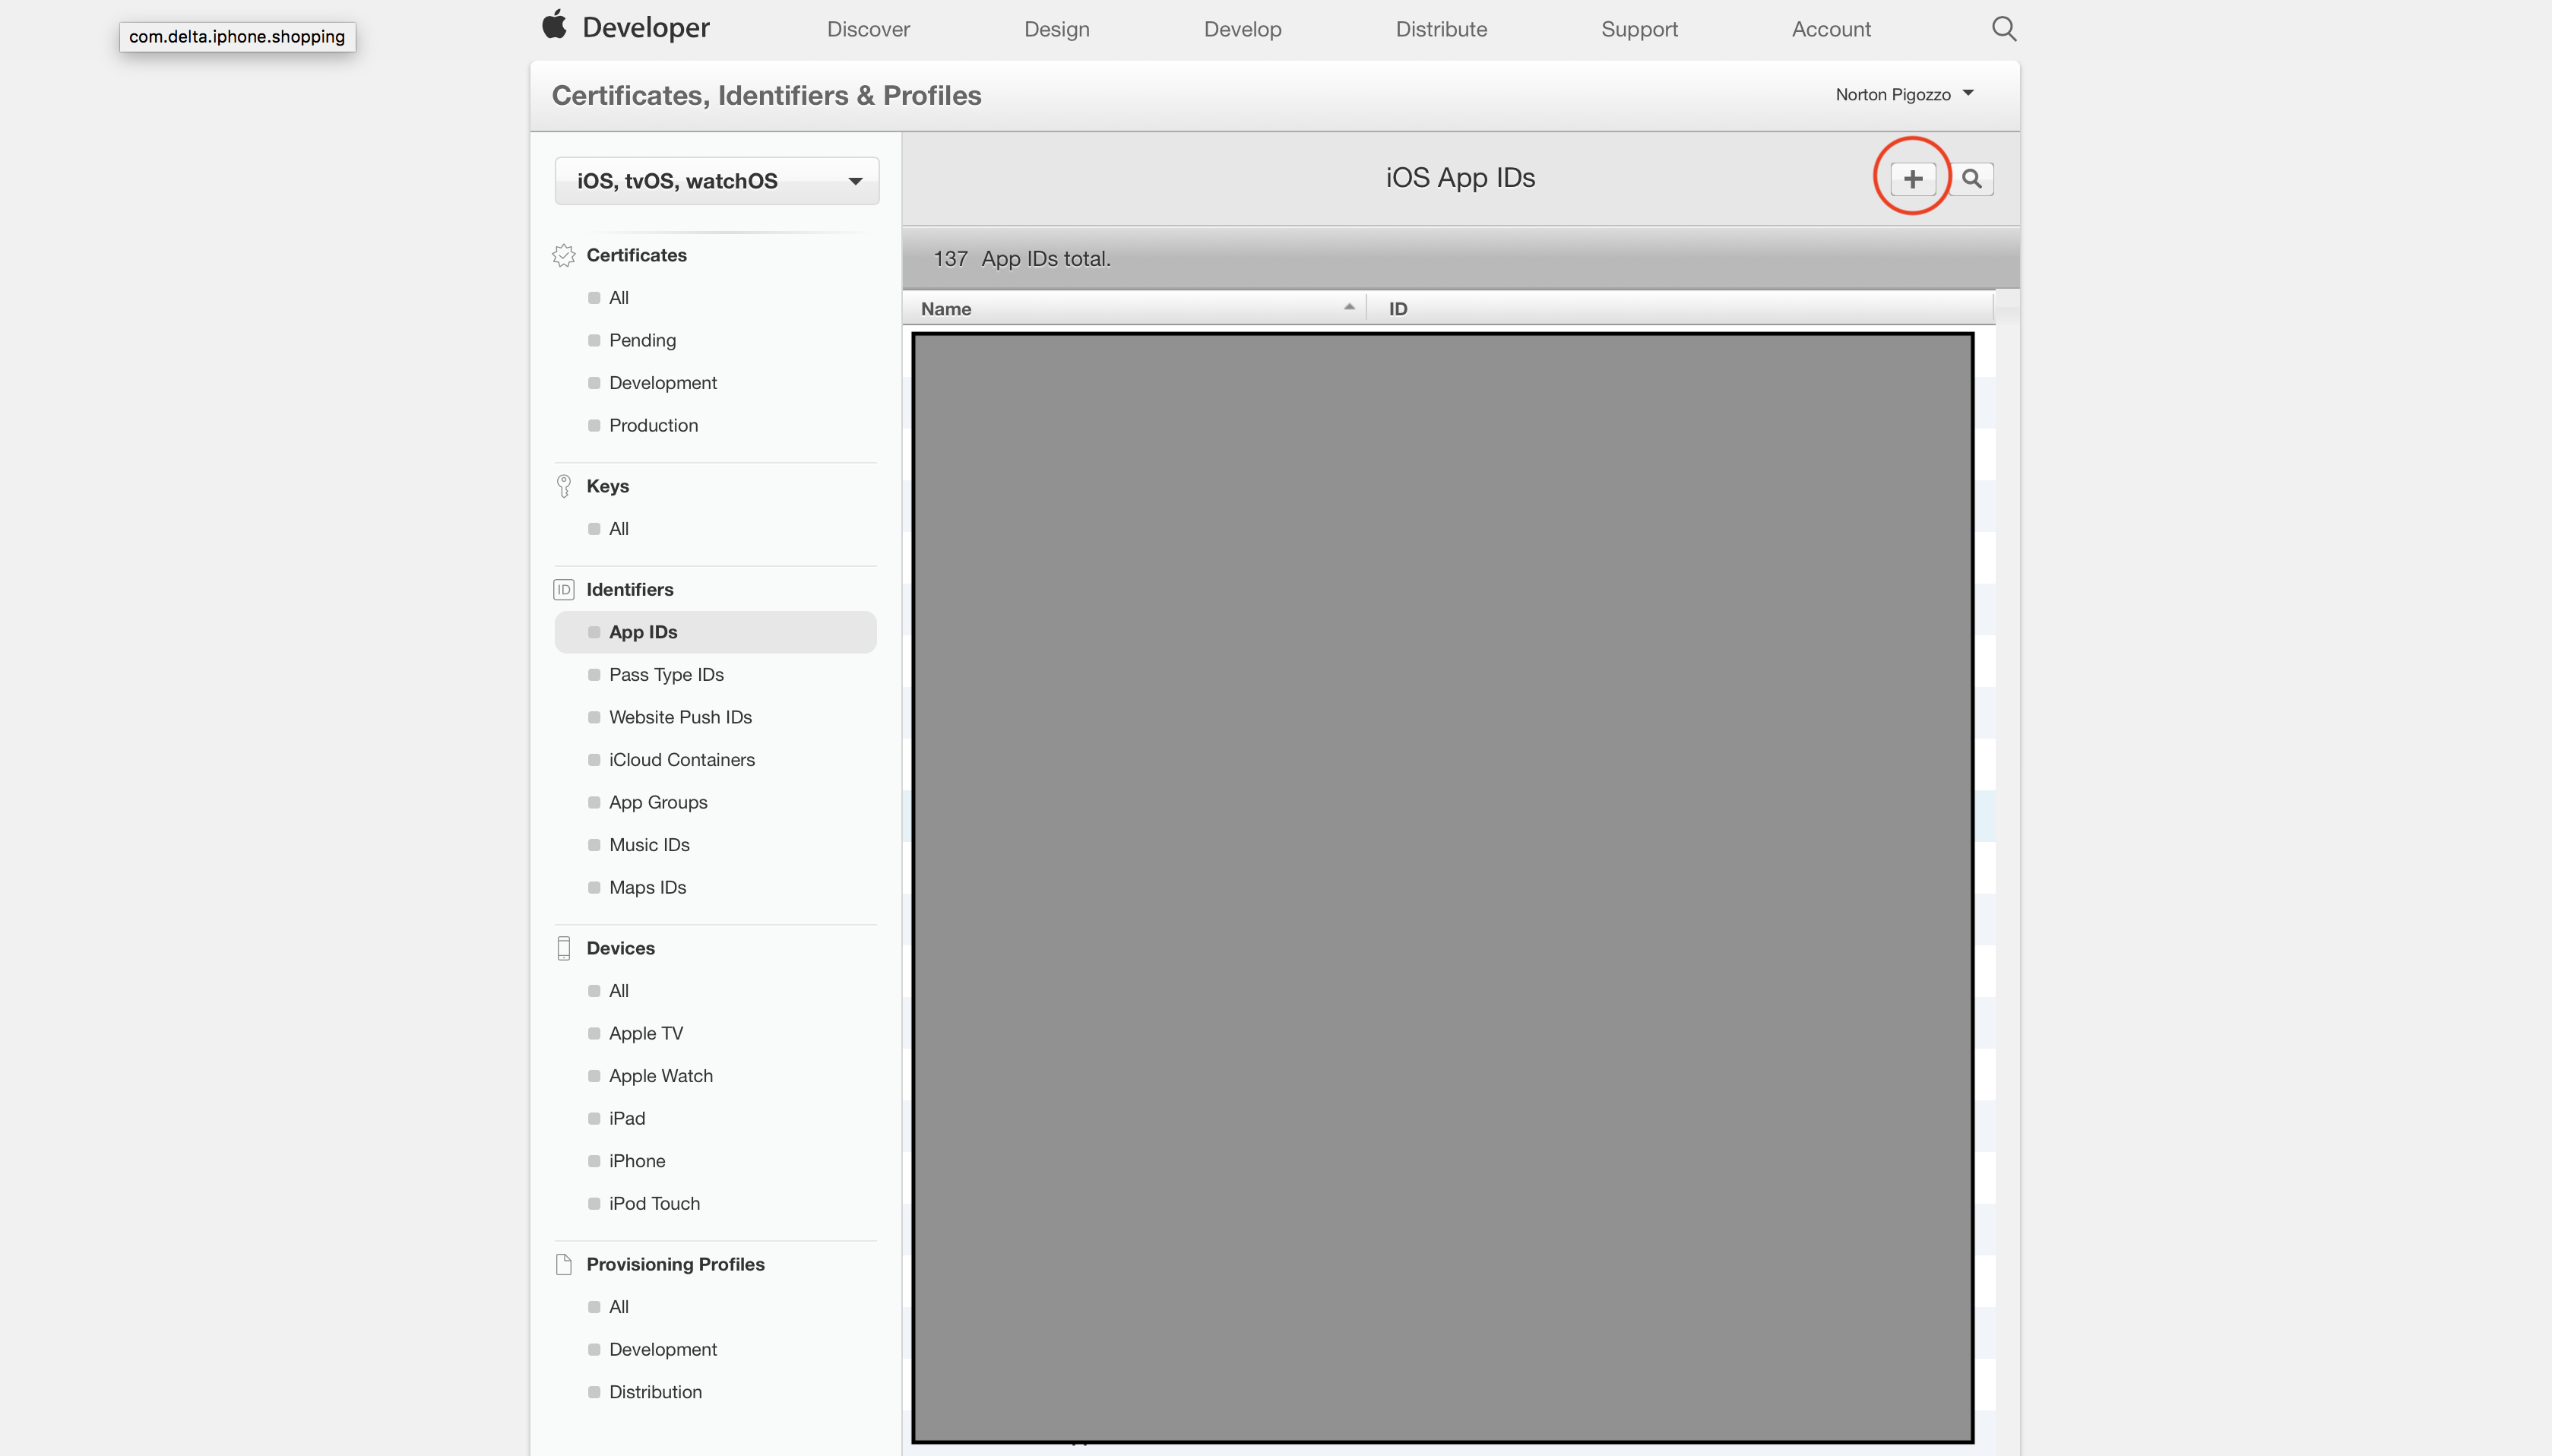 com.delta.iphone.shopping
Developer Discover Design Develop Distribute Support Account
Certificates, Identifiers & Profiles
Norton Pigozzo
iOS, tvOS, watchOS
Certificates
All
Pending
Development
Production
Keys
All
ID Identifiers
App IDs
Pass Type IDs
Website Push IDs
iCloud Containers
App Groups
Music IDs
Maps IDs
Devices
All
Apple TV
Apple Watch
iPad
iPhone
iPod Touch
Provisioning Profiles
All
Development
Distribution
iOS App IDs
137 App IDs total.
Name ID